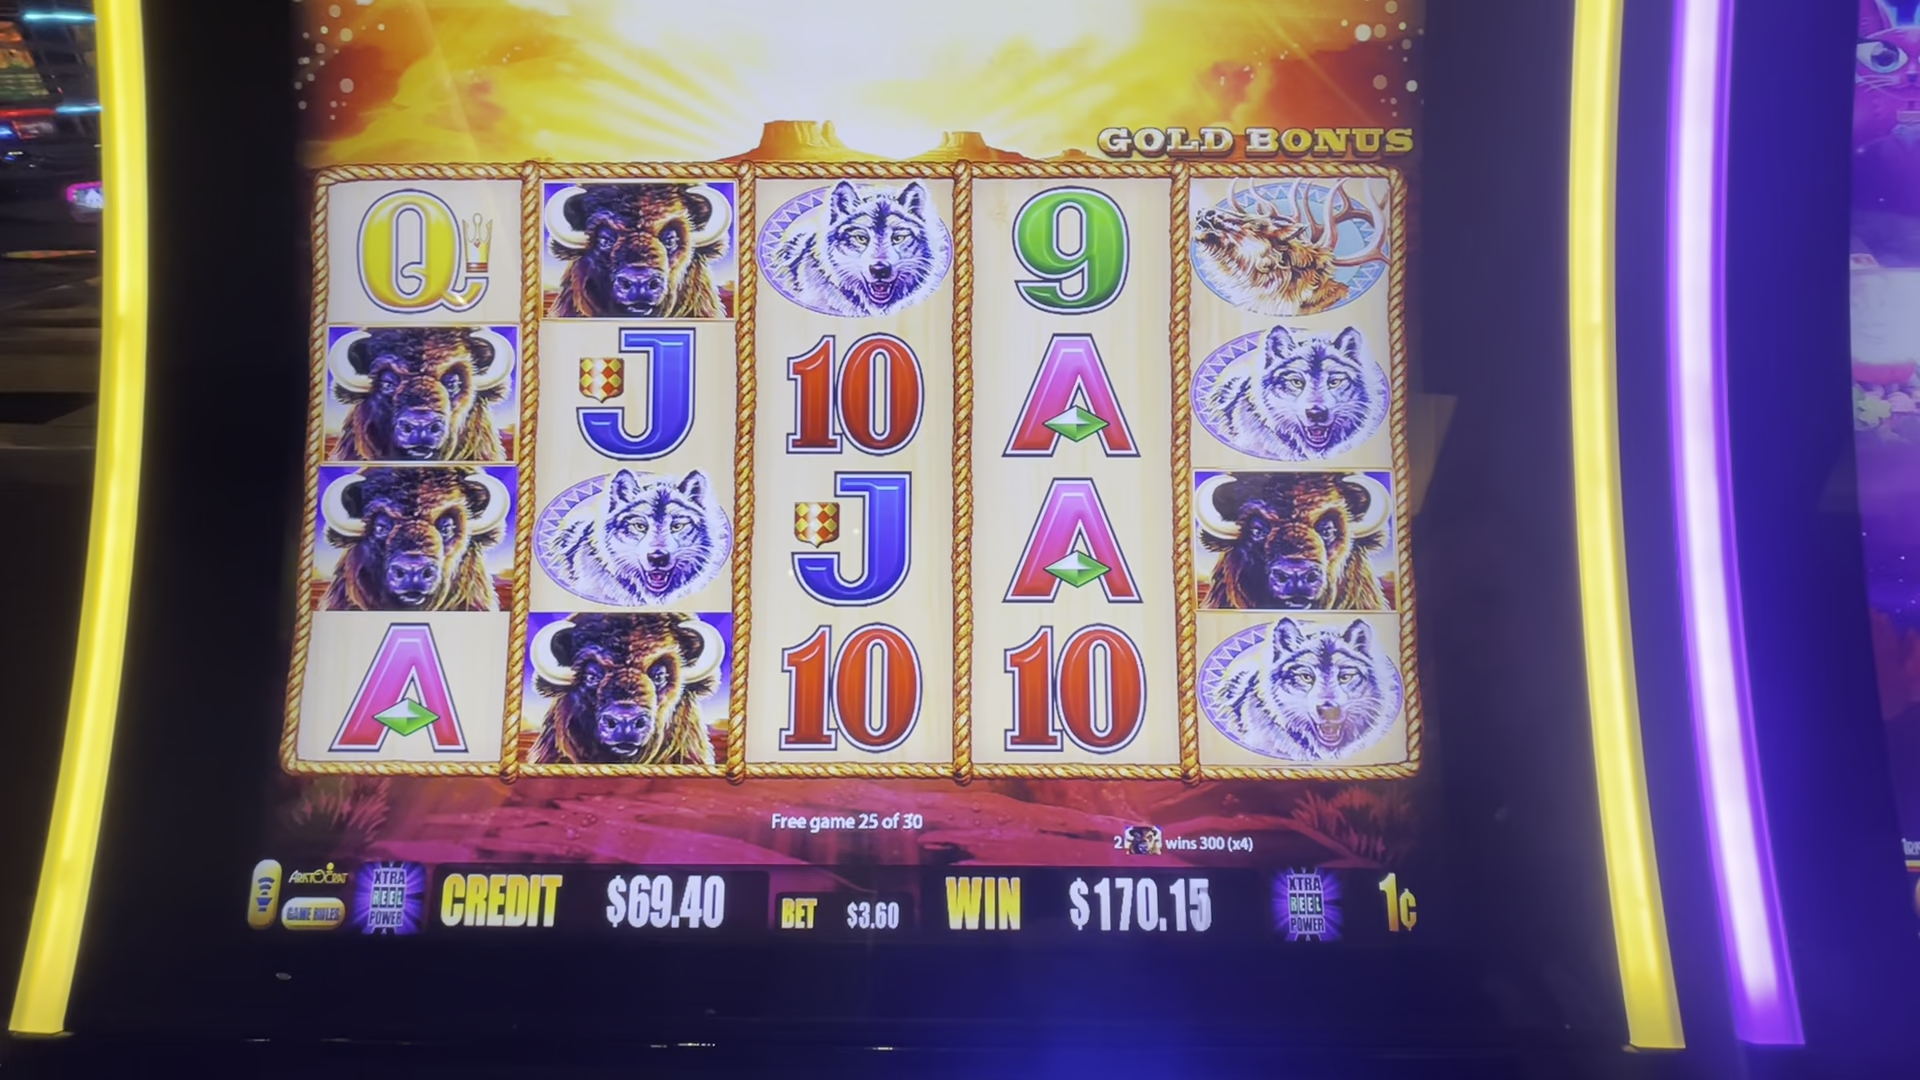 GOLD BONUS
Q 9
J 10 A
J A
A 10 10
Free game 25 of 30
2 wins 300 (x4)
ARISTOCRAT
GAME RULES
XTRA
REEL
POWER
CREDIT $69.40
BET $3.60
WIN $170.15
XTRA
REEL
POWER
1¢